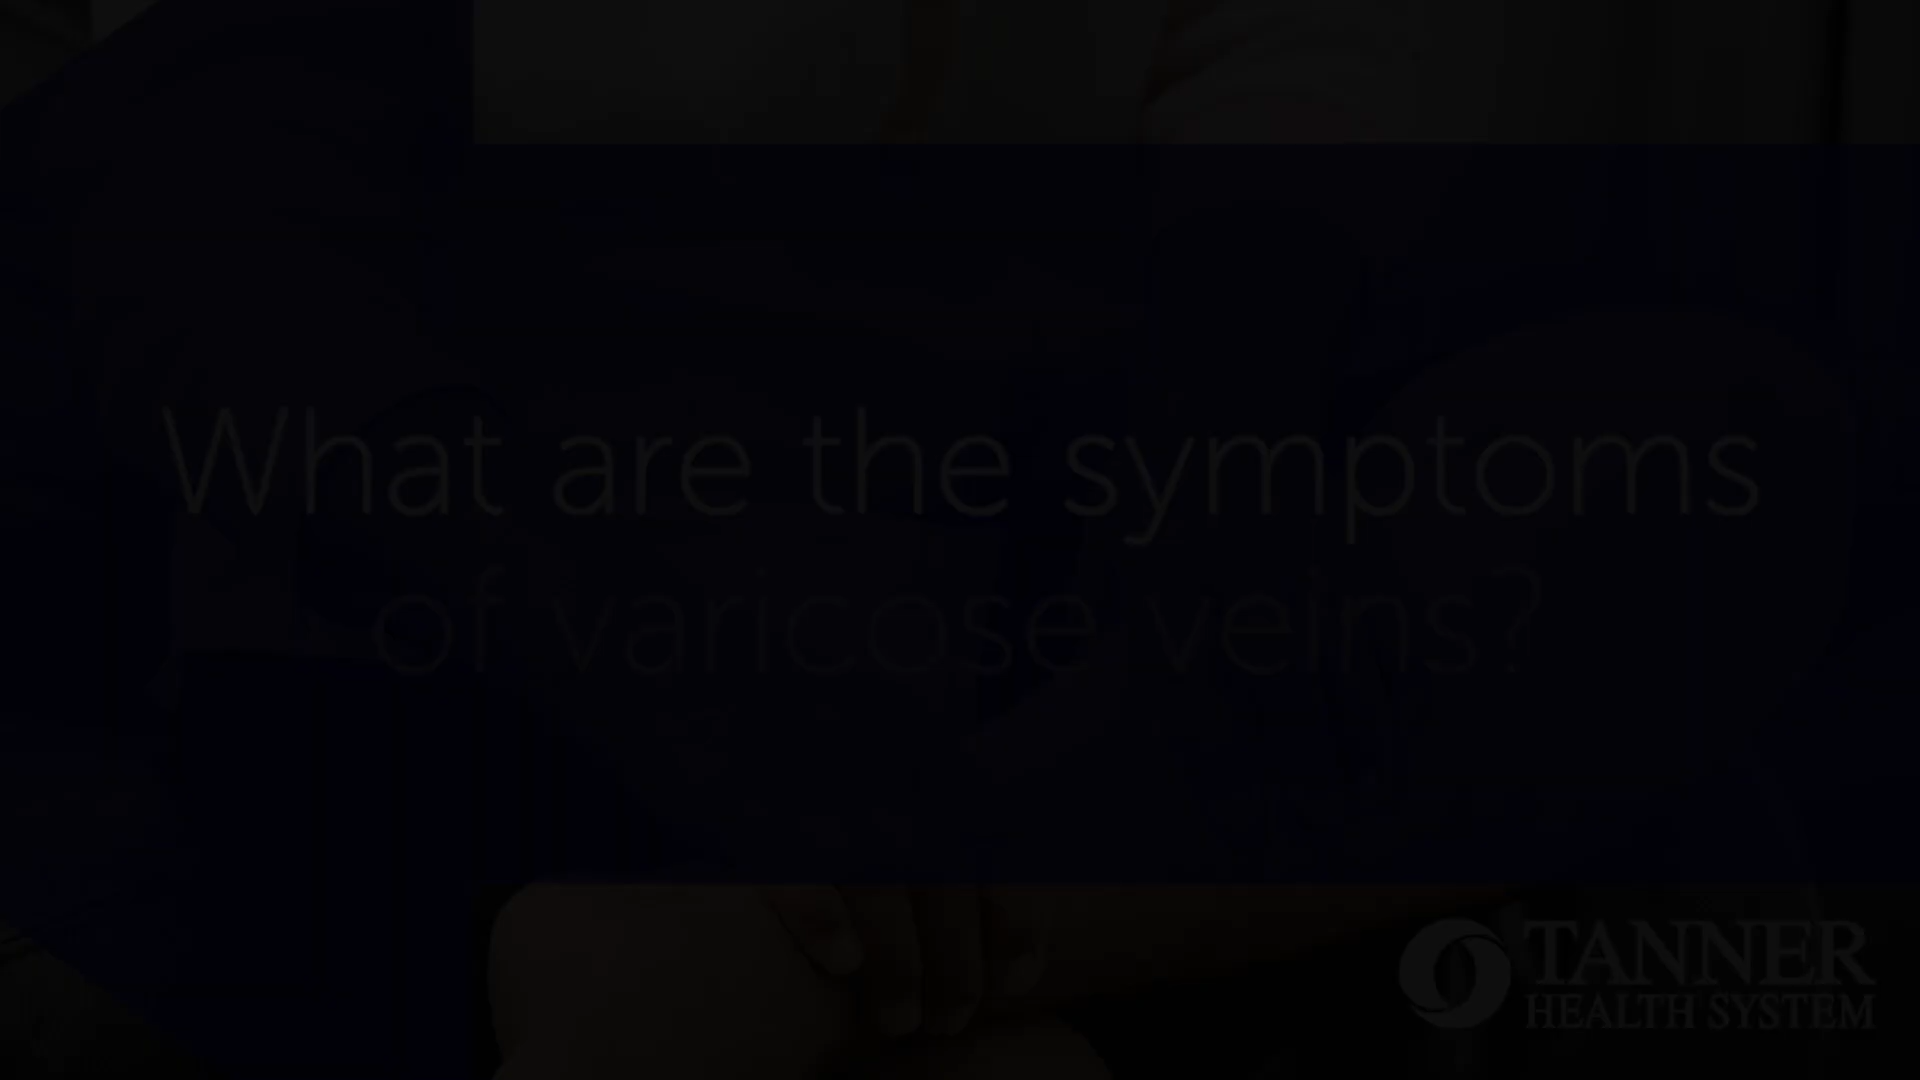 What are the symptoms
of varicose veins?
TANNER
HEALTH SYSTEM